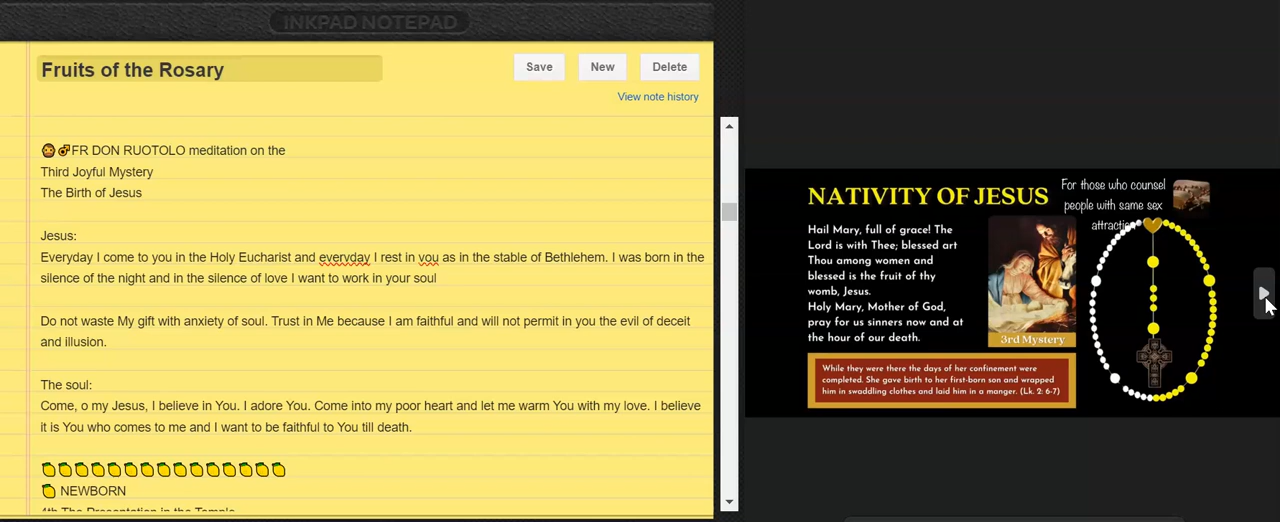 INKPAD NOTEPAD
Fruits of the Rosary
Save
New
Delete
View note history
FR DON RUOTOLO meditation on the
Third Joyful Mystery
The Birth of Jesus
Jesus:
Everyday I come to you in the Holy Eucharist and everyday I rest in you as in the stable of Bethlehem. I was born in the
silence of the night and in the silence of love I want to work in your soul
Do not waste My gift with anxiety of soul. Trust in Me because I am faithful and will not permit in you the evil of deceit
and illusion.
The soul:
Come, o my Jesus, I believe in You. I adore You. Come into my poor heart and let me warm You with my love. I believe
it is You who comes to me and I want to be faithful to You till death.
NEWBORN
4th The Presentation in the Temple
NATIVITY OF JESUS
For those who counsel
people with same sex
attraction
Hail Mary, full of grace! The
Lord is with Thee; blessed art
Thou among women and
blessed is the fruit of thy
womb, Jesus.
Holy Mary, Mother of God,
pray for us sinners now and at
the hour of our death.
3rd Mystery
While they were there the days of her confinement were
completed. She gave birth to her first-born son and wrapped
him in swaddling clothes and laid him in a manger. (Lk. 2: 6-7)